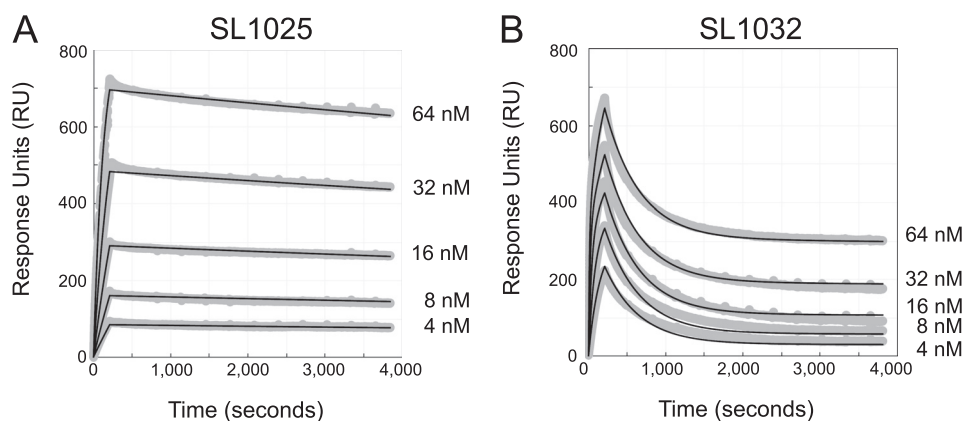 A
SL1025
Response Units (RU)
800
600
400
200
0
64 nM
32 nM
16 nM
8 nM
4 nM
0 1,000 2,000 3,000 4,000
Time (seconds)
B
SL1032
Response Units (RU)
800
600
400
200
0
64 nM
32 nM
16 nM
8 nM
4 nM
0 1,000 2,000 3,000 4,000
Time (seconds)